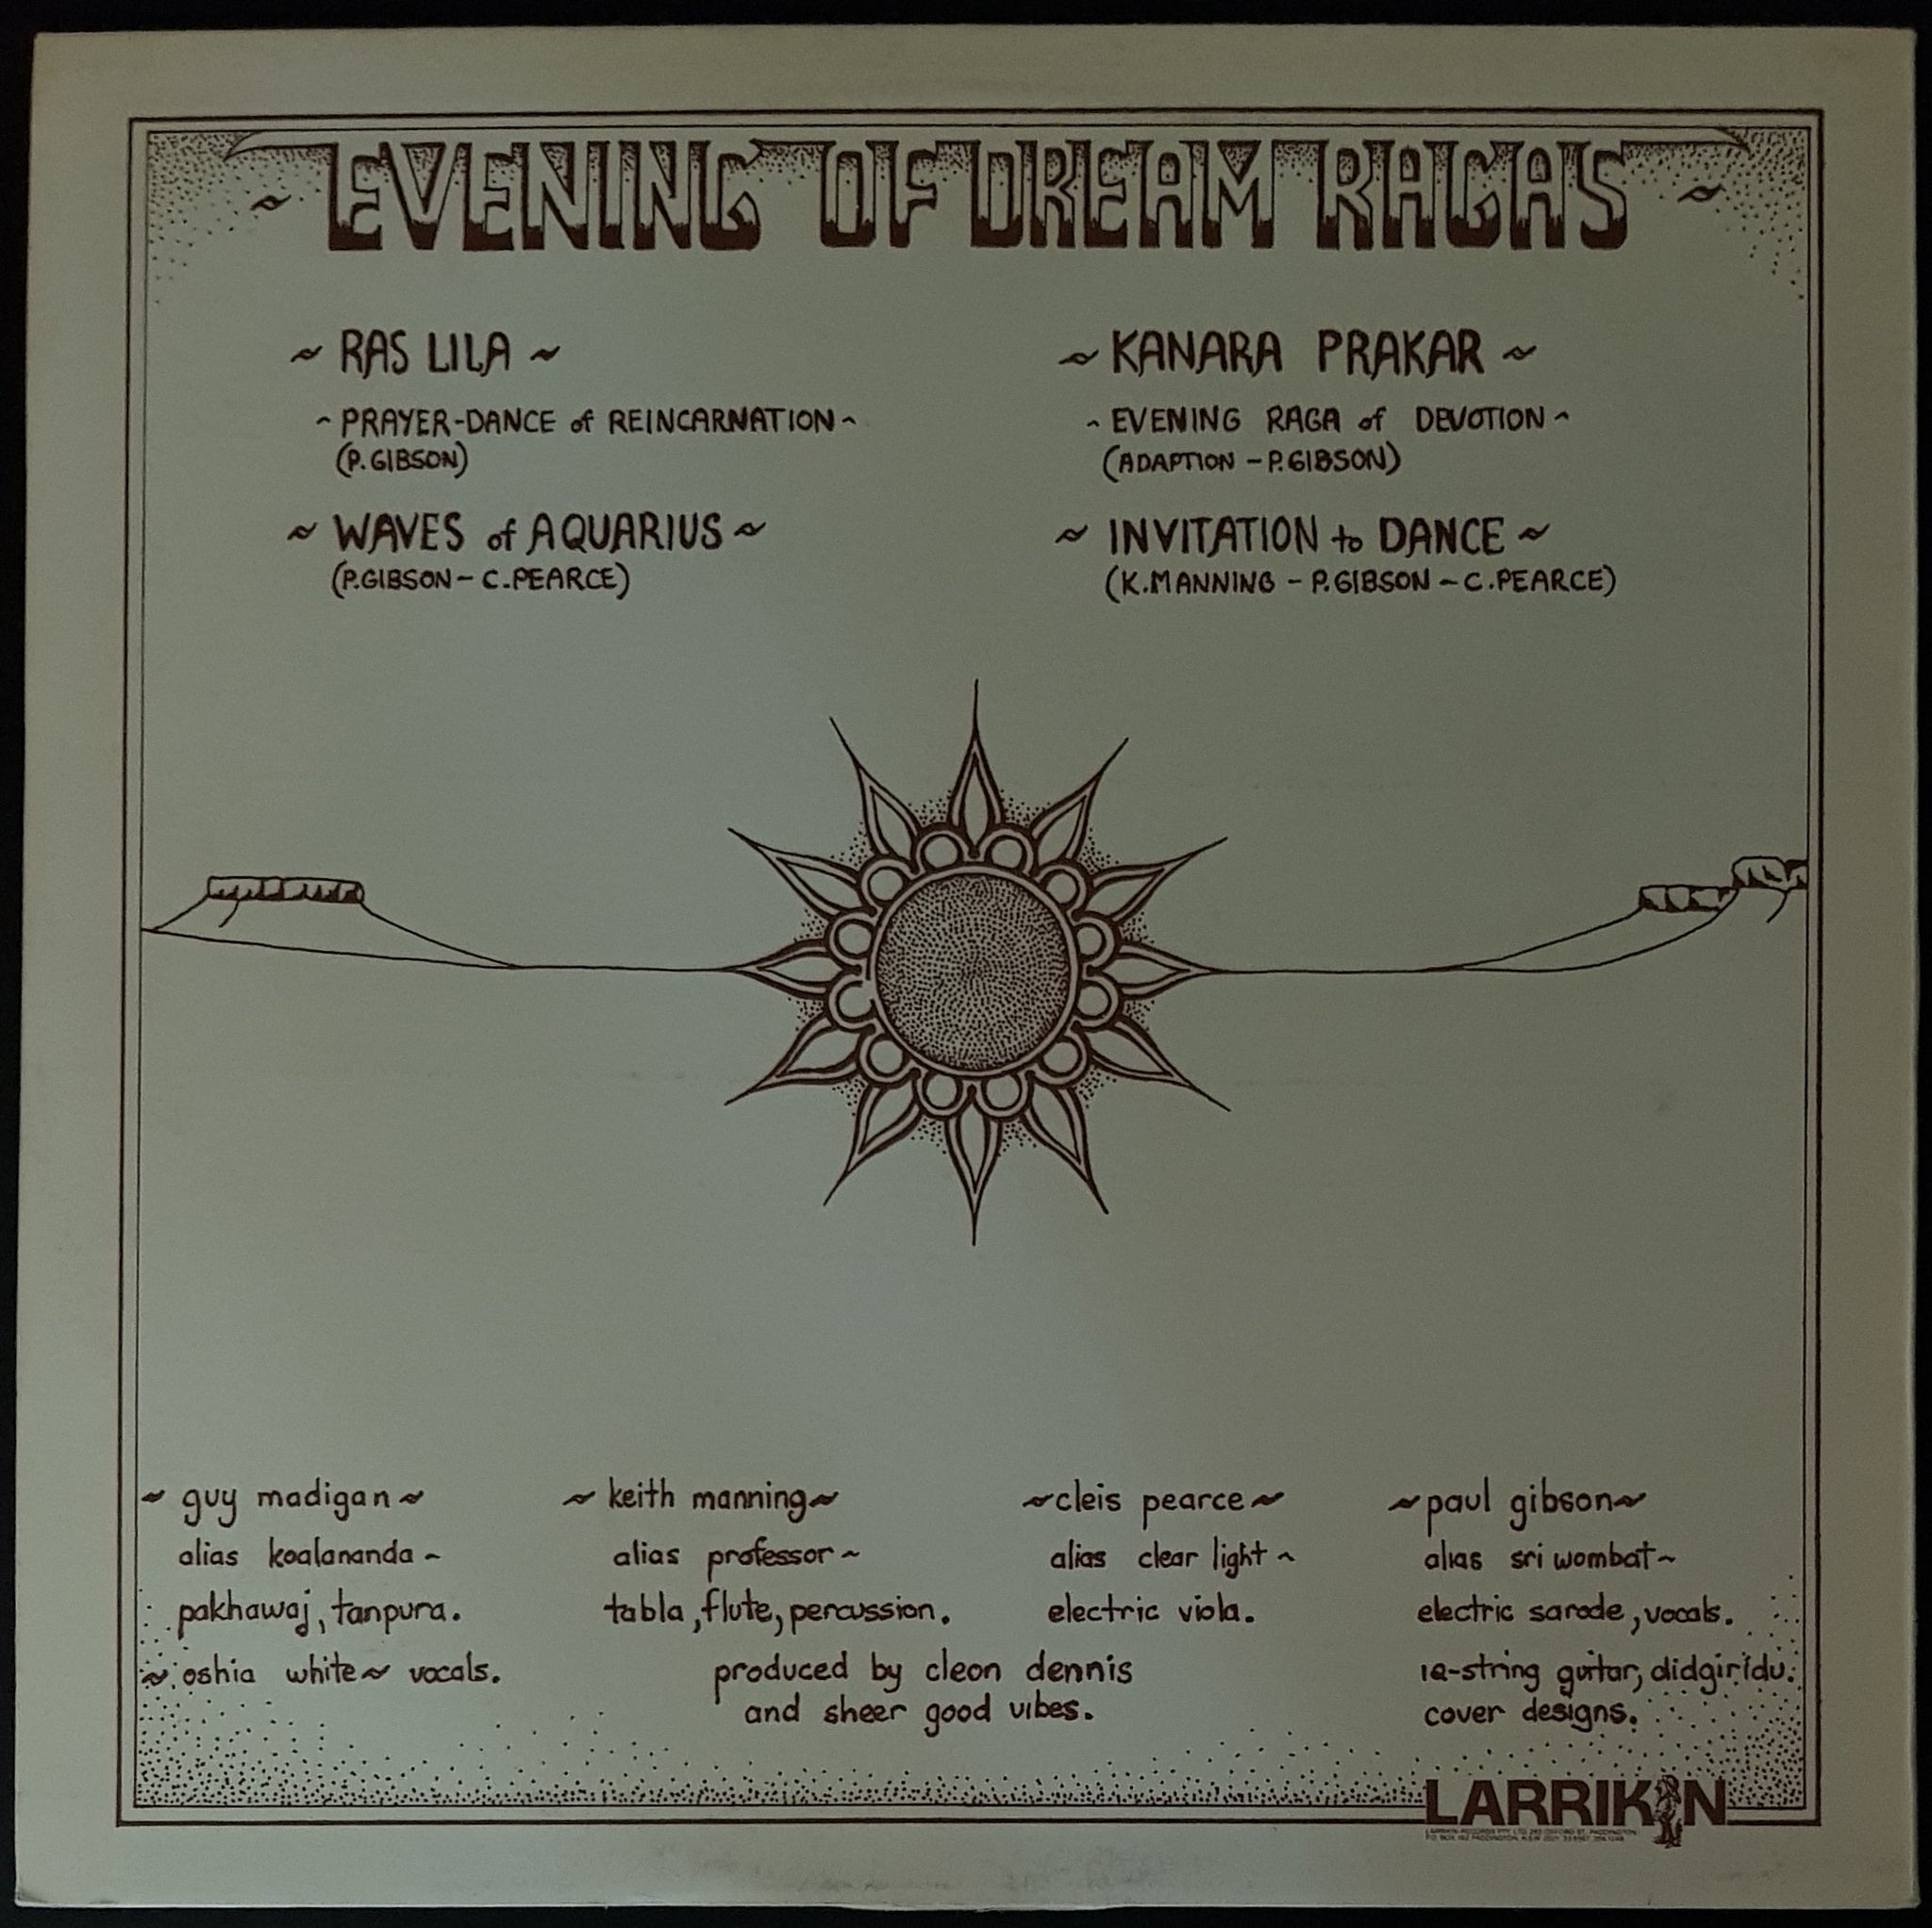 ~ EVENING OF DREAM RAGAS ~
~ RAS LILA ~
~ PRAYER-DANCE of REINCARNATION ~
(P. GIBSON)
~ WAVES of AQUARIUS ~
(P. GIBSON - C. PEARCE)
~ KANARA PRAKAR ~
~ EVENING RAGA of DEVOTION ~
(ADAPTION - P. GIBSON)
~ INVITATION to DANCE ~
(K. MANNING - P. GIBSON - C. PEARCE)
~ guy madigan ~
alias koalananda ~
pakhawaj, tanpura.
~ oshia white ~ vocals.
~ keith manning ~
alias professor ~
tabla, flute, percussion.
produced by cleon dennis
and sheer good vibes.
~ cleis pearce ~
alias clear light ~
electric viola.
~ paul gibson ~
alias sri wombat ~
electric sarode, vocals.
12-string guitar, didgiridu.
cover designs.
LARRIKIN